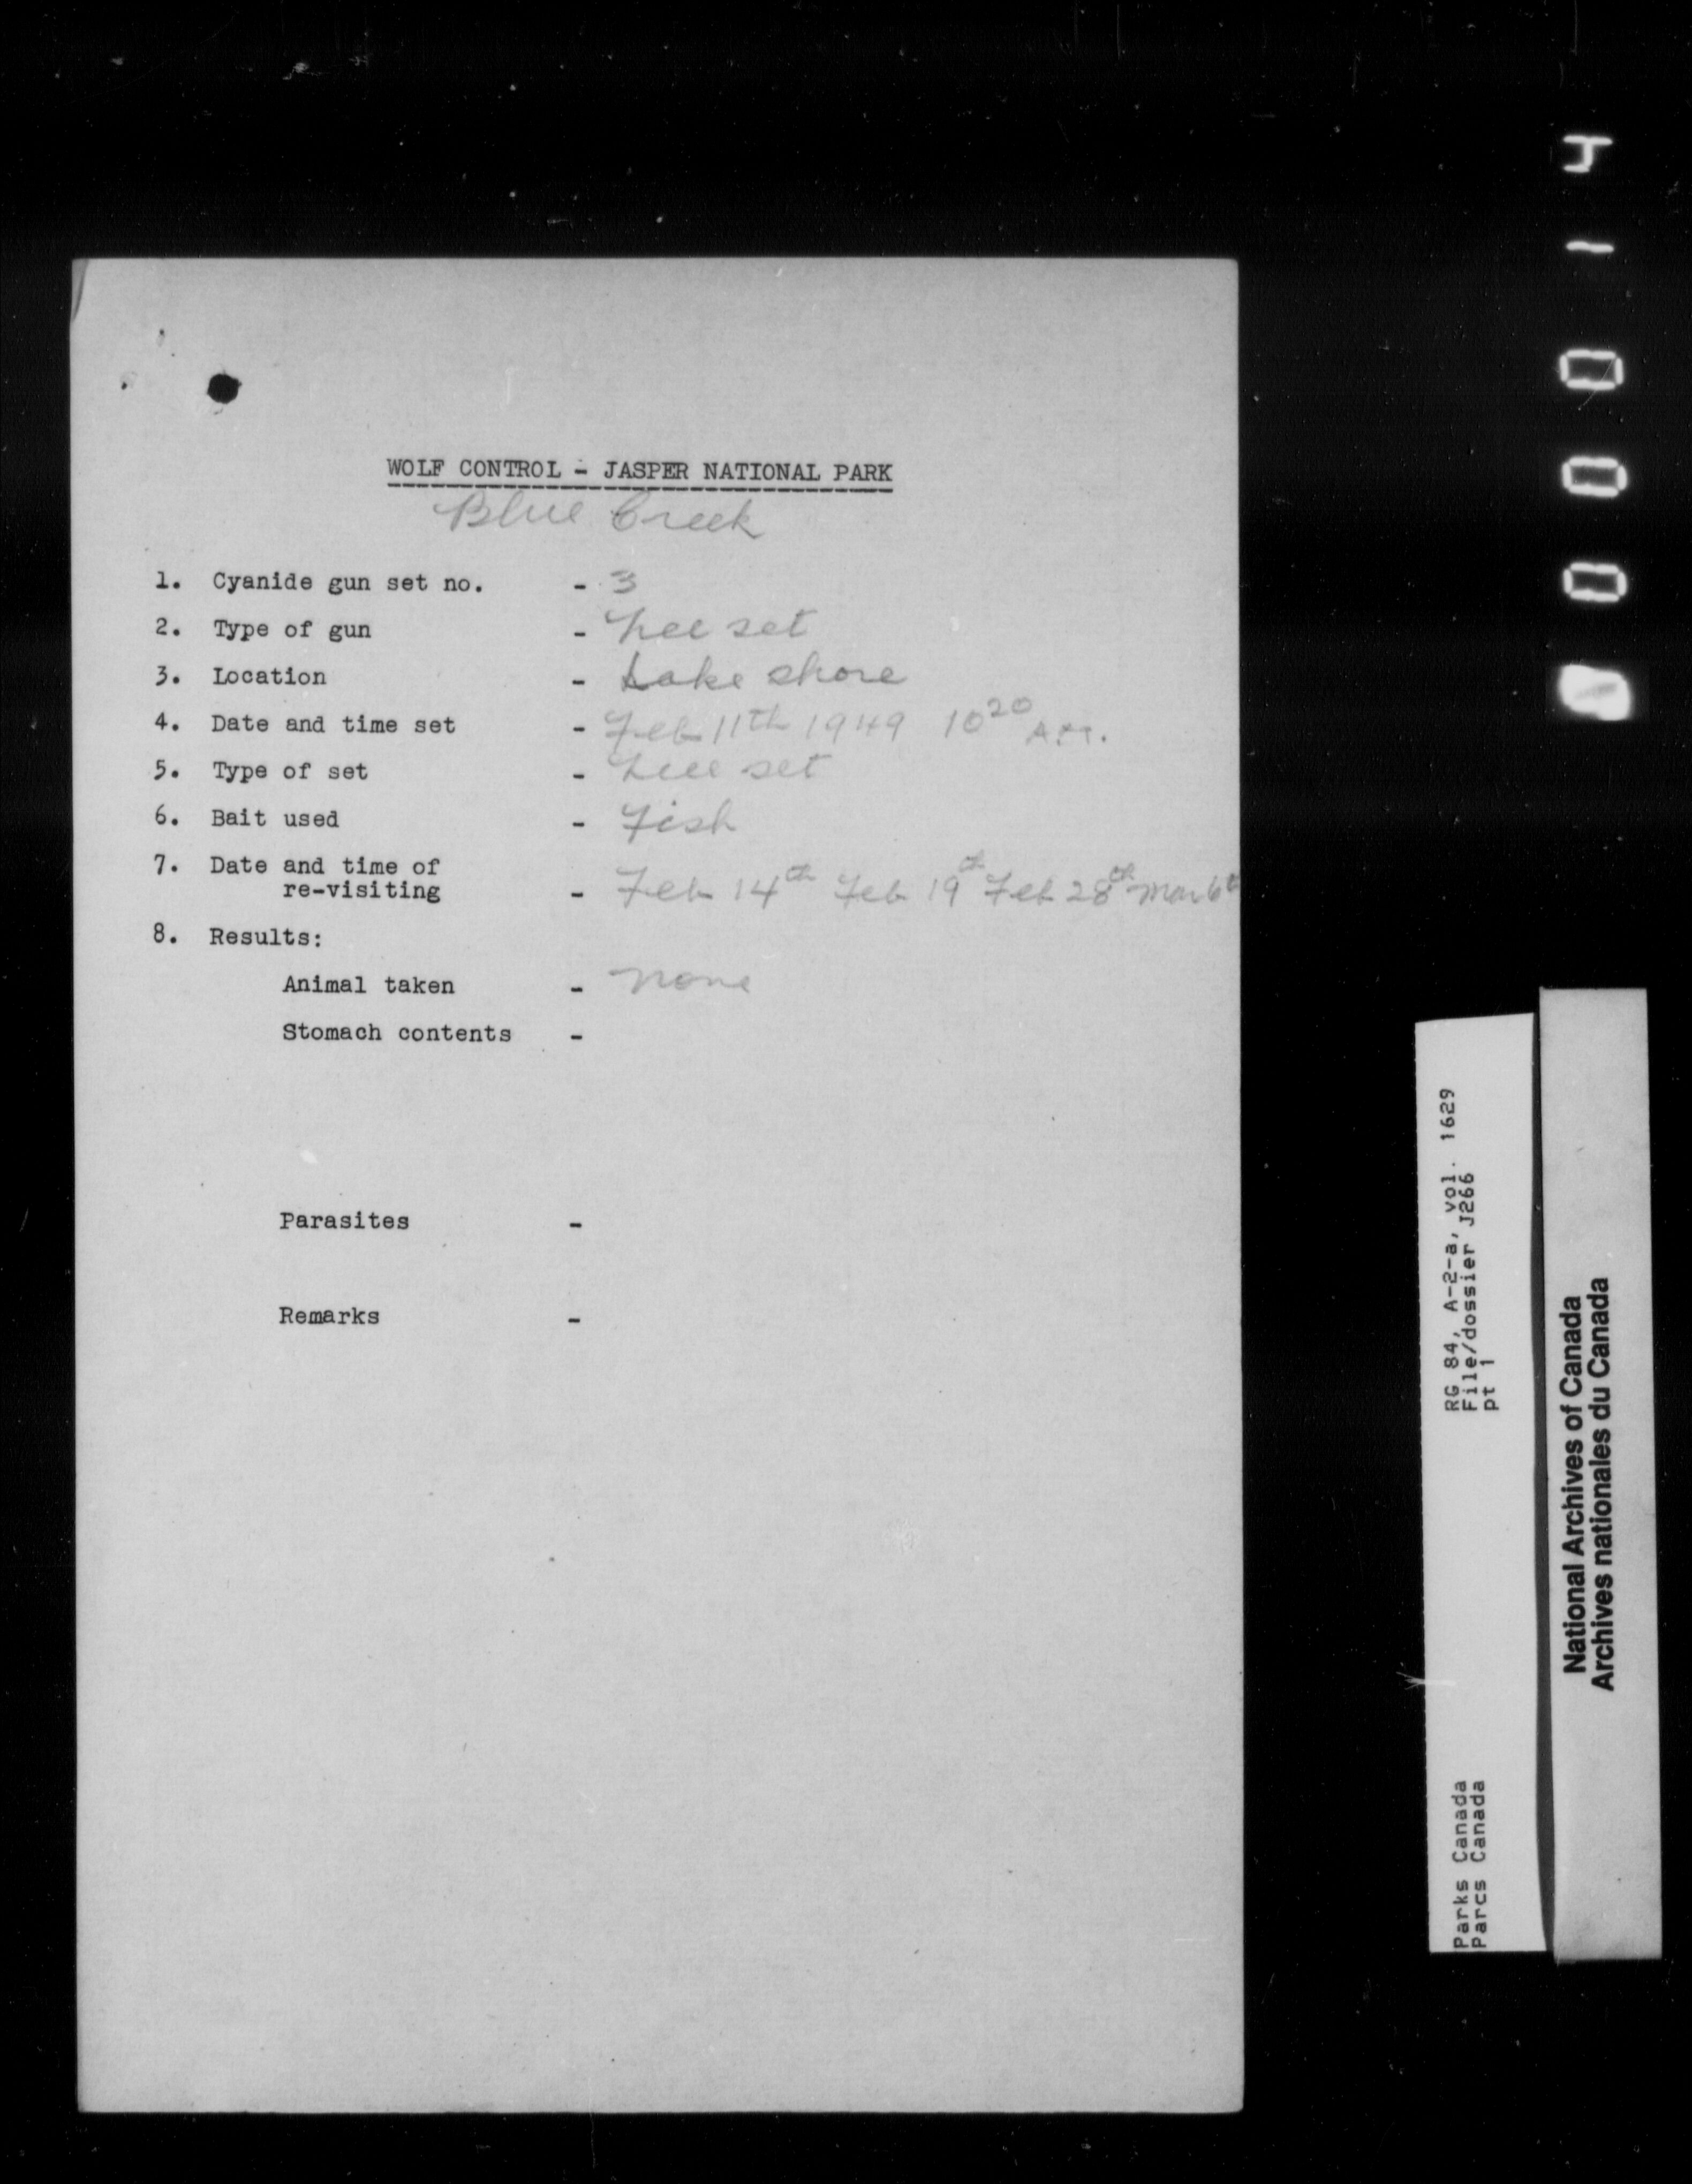 WOLF CONTROL - JASPER NATIONAL PARK
Blue Creek
1. Cyanide gun set no. - 3
2. Type of gun - set
3. Location - Lake shore
4. Date and time set - Feb 11th 1949 10 20 A.M.
5. Type of set - set
6. Bait used - Fish
7. Date and time of
re-visiting - Feb 14th Feb 19th Feb 28th Mar 6th
8. Results:
Animal taken - none
Stomach contents -
Parasites -
Remarks -
RG 84, A-2-a, vol. 1629
File/dossier J266
pt 1
Parks Canada
Parcs Canada
National Archives of Canada
Archives nationales du Canada